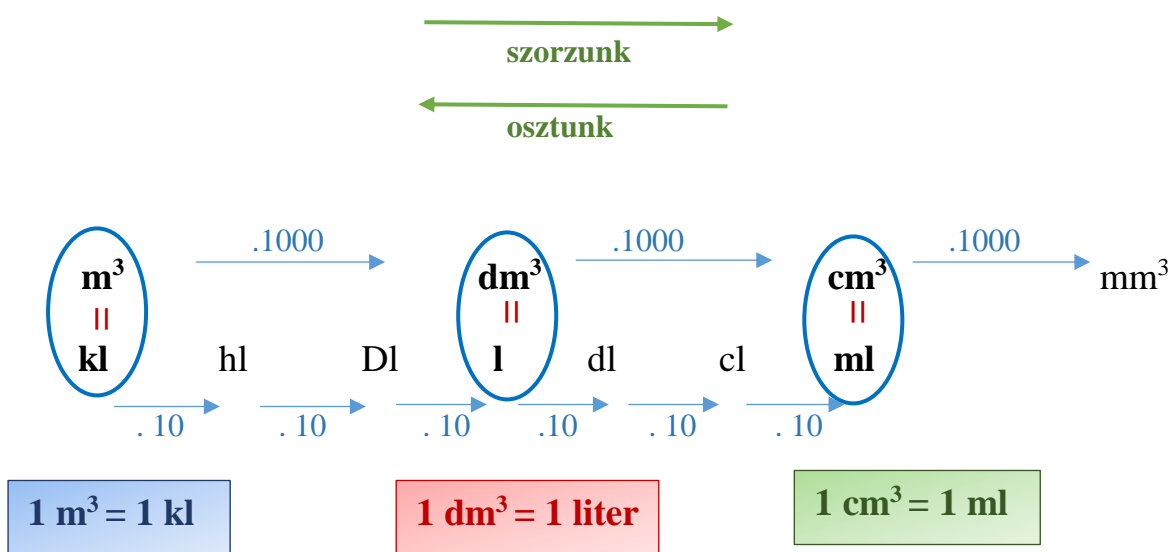 szorzunk
osztunk
.1000 .1000 .1000
m³ dm³ cm³ mm³
= = =
kl hl Dl l dl cl ml
. 10 . 10 . 10 .10 . 10 . 10
1 m³ = 1 kl 1 dm³ = 1 liter 1 cm³ = 1 ml